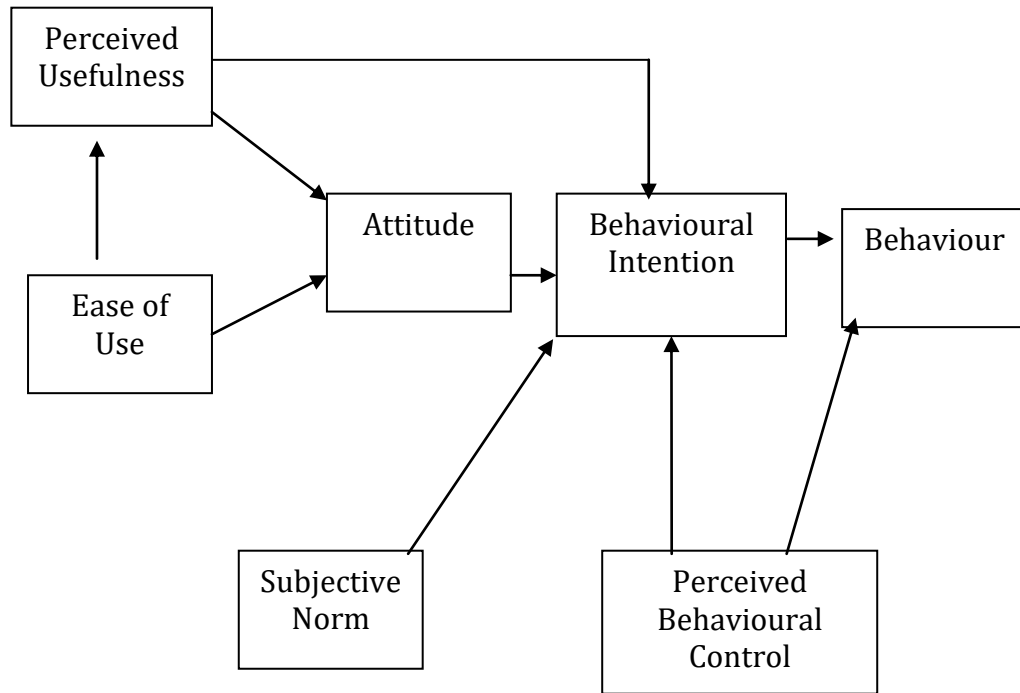 Perceived
Usefulness
Attitude
Behavioural
Intention
Behaviour
Ease of
Use
Subjective
Norm
Perceived
Behavioural
Control